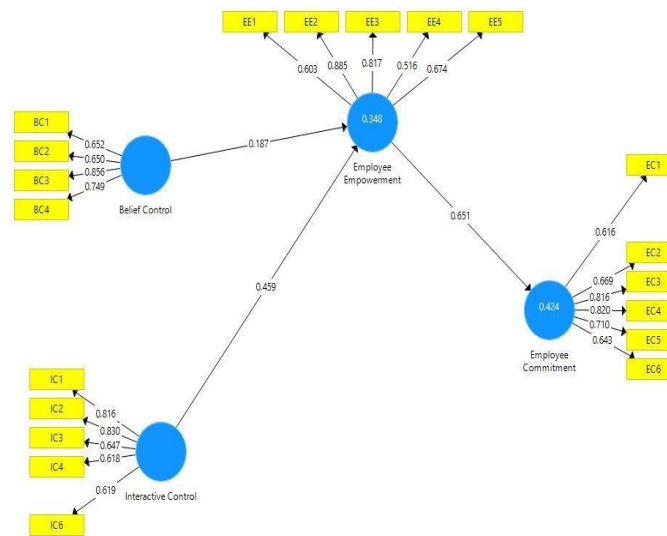 EE1
EE2
EE3
EE4
EE5
0.603
0.885
0.817
0.516
0.674
0.348
Employee
Empowerment
BC1
BC2
BC3
BC4
0.652
0.650
0.856
0.749
Belief Control
0.187
0.459
0.651
EC1
EC2
EC3
EC4
EC5
EC6
0.616
0.669
0.816
0.820
0.710
0.643
0.424
Employee
Commitment
IC1
IC2
IC3
IC4
IC6
0.816
0.830
0.647
0.618
0.619
Interactive Control